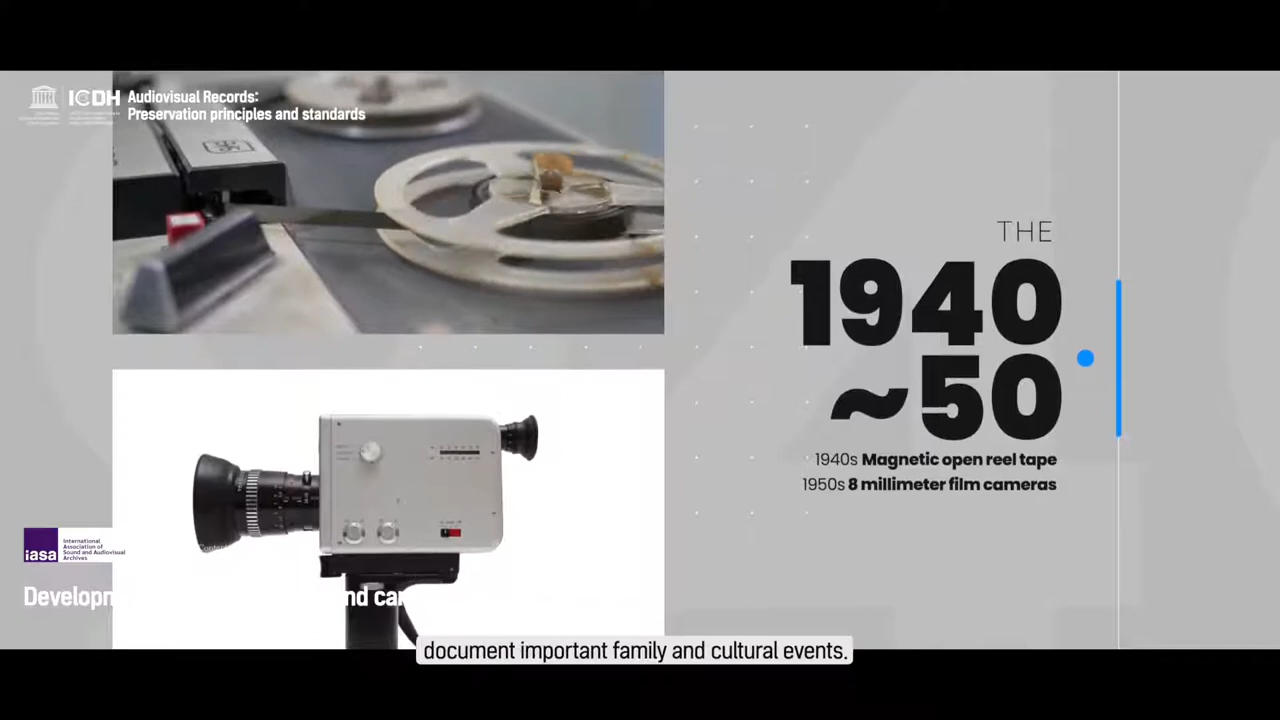 ICDH
Audiovisual Records:
Preservation principles and standards
THE
1940
~50
1940s Magnetic open reel tape
1950s 8 millimeter film cameras
iasa
International
Association of
Sound and Audiovisual
Archives
document important family and cultural events.